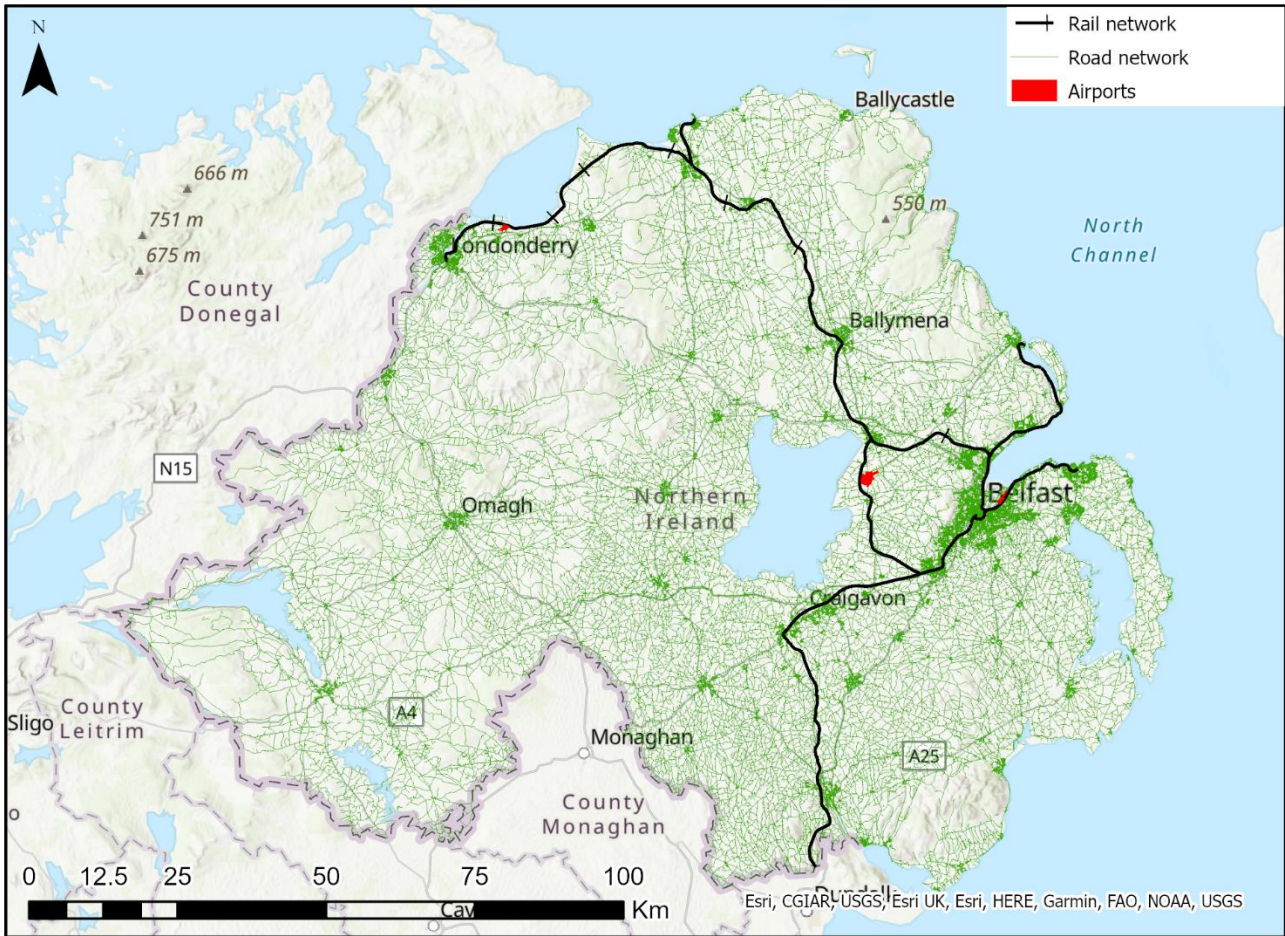 N
Rail network
Road network
Airports
Ballycastle
666 m
751 m
675 m
550 m
North
Channel
Londonderry
County
Donegal
Ballymena
N15
Omagh
Northern
Ireland
Belfast
Craigavon
County
Leitrim
Sligo
A4
Monaghan
A25
County
Monaghan
o
0 12.5 25 50 75 100
Km
Cav
Esri, CGIAR, USGS, Esri UK, Esri, HERE, Garmin, FAO, NOAA, USGS